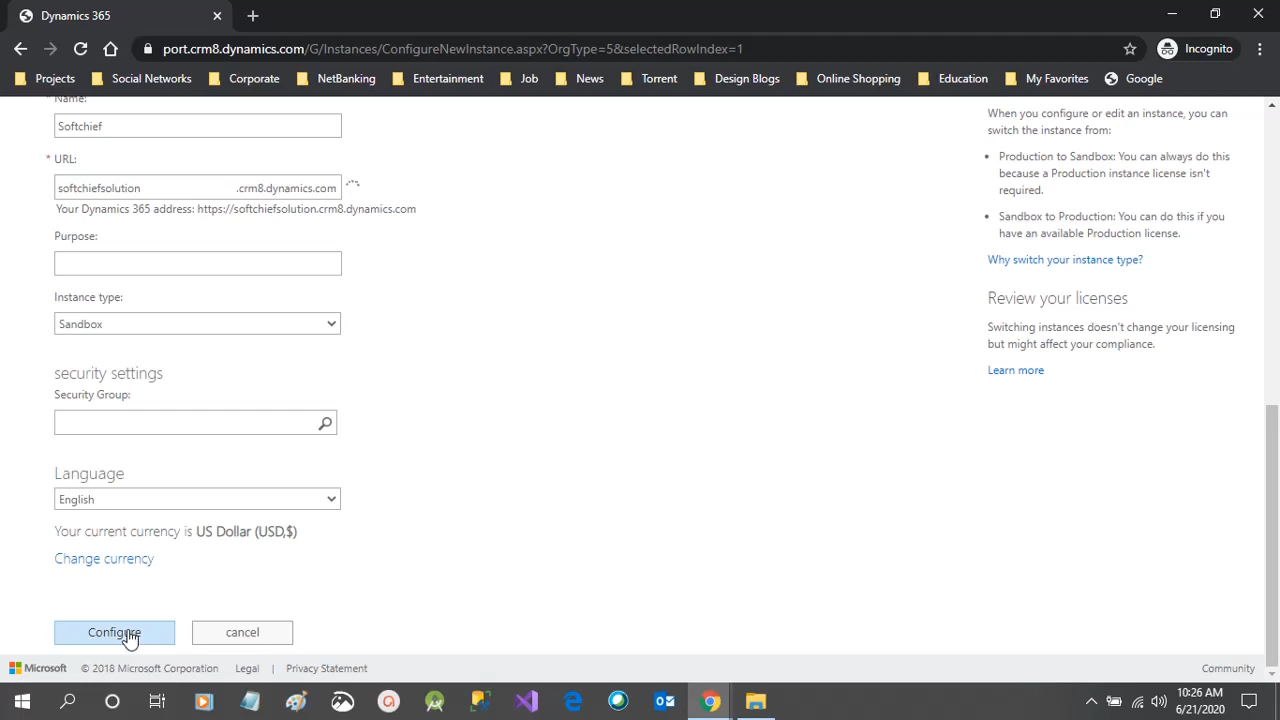 Dynamics 365
port.crm8.dynamics.com/G/Instances/ConfigureNewInstance.aspx?OrgType=5&selectedRowIndex=1
Incognito
Projects
Social Networks
Corporate
NetBanking
Entertainment
Job
News
Torrent
Design Blogs
Online Shopping
Education
My Favorites
Google
* Name:
Softchief
* URL:
softchiefsolution .crm8.dynamics.com
Your Dynamics 365 address: https://softchiefsolution.crm8.dynamics.com
Purpose:
Instance type:
Sandbox
security settings
Security Group:
Language
English
Your current currency is US Dollar (USD,$)
Change currency
Configure
cancel
When you configure or edit an instance, you can
switch the instance from:
• Production to Sandbox: You can always do this
because a Production instance license isn't
required.
• Sandbox to Production: You can do this if you
have an available Production license.
Why switch your instance type?
Review your licenses
Switching instances doesn't change your licensing
but might affect your compliance.
Learn more
Microsoft © 2018 Microsoft Corporation Legal | Privacy Statement
Community
10:26 AM
6/21/2020